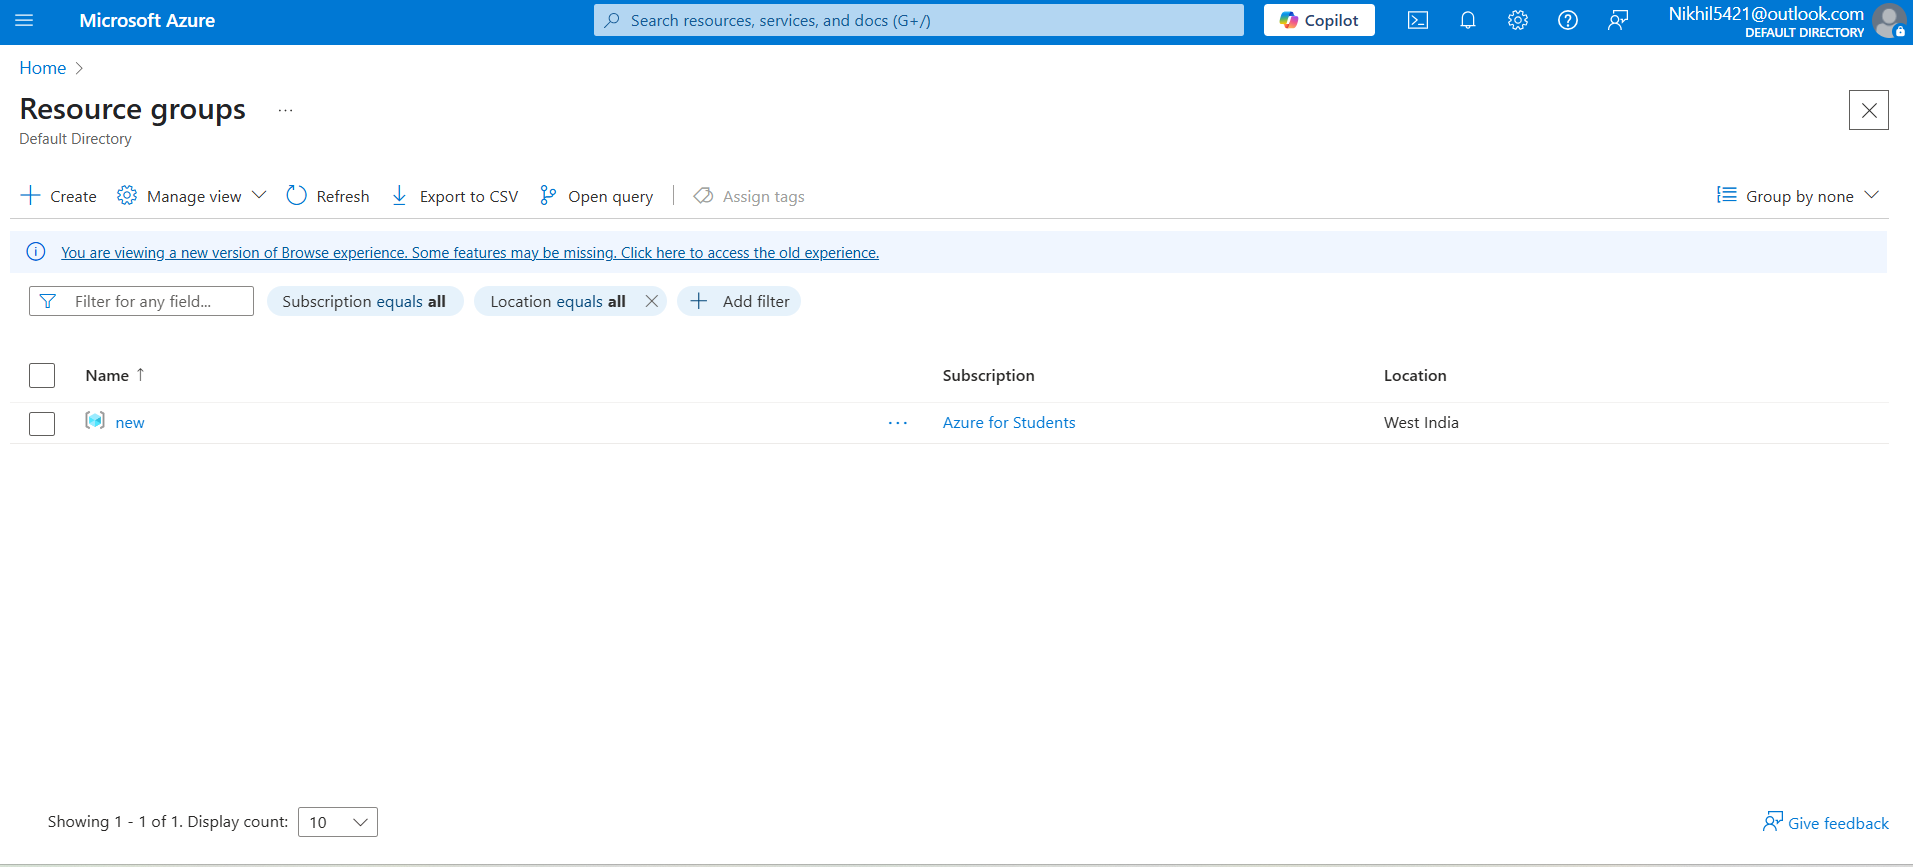 Microsoft Azure
Search resources, services, and docs (G+/)
Copilot
Nikhil5421@outlook.com
DEFAULT DIRECTORY
Home
Resource groups
Default Directory
Create
Manage view
Refresh
Export to CSV
Open query
Assign tags
Group by none
You are viewing a new version of Browse experience. Some features may be missing. Click here to access the old experience.
Filter for any field...
Subscription equals all
Location equals all
Add filter
Name ↑
Subscription
Location
new
Azure for Students
West India
Showing 1 - 1 of 1. Display count: 10
Give feedback